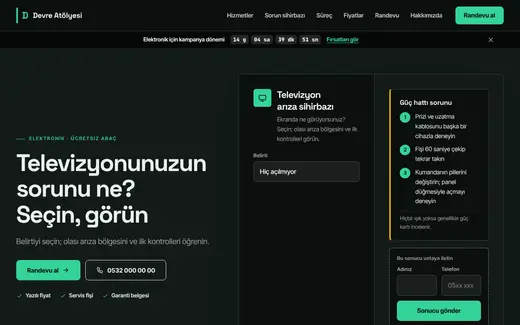 D Devre Atölyesi
Hizmetler Sorun sihirbazı Süreç Fiyatlar Randevu Hakkımızda Randevu al
Elektronik için kampanya dönemi 14 g 04 sa 39 dk 51 sn Fırsatları gör
ELEKTRONİK · ÜCRETSİZ ARAÇ
Televizyonunuzun
sorunu ne?
Seçin, görün
Belirtiyi seçin; olası arıza bölgesini ve ilk kontrolleri öğrenin.
Randevu al
0532 000 00 00
Yazılı fiyat Servis fişi Garanti belgesi
Televizyon
arıza sihirbazı
Ekranda ne görüyorsunuz?
Seçin; olası arıza bölgesini ve ilk
kontrolleri görün.
Belirti
Hiç açılmıyor
Güç hattı sorunu
1 Prizi ve uzatma
kablosunu başka bir
cihazla deneyin
2 Fişi 60 saniye çekip
tekrar takın
3 Kumandanın pillerini
değiştirin; panel
düğmesiyle açmayı
deneyin
Hiçbir ışık yoksa genellikle güç
kartı incelenir.
Bu sonucu ustaya iletin
Adınız Telefon
05xx xxx
Sonucu gönder